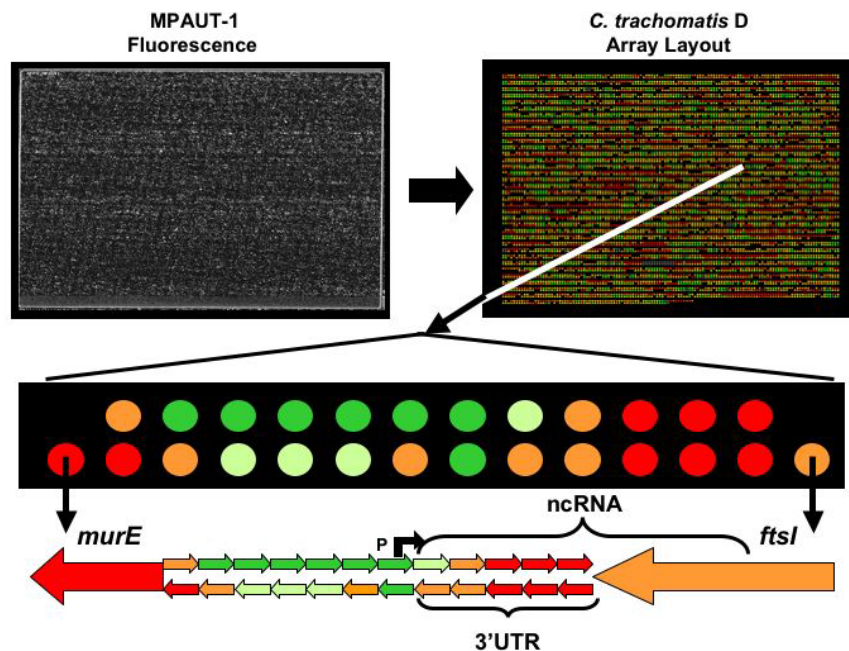 MPAUT-1
Fluorescence
C. trachomatis D
Array Layout
ncRNA
murE
P
ftsI
3’UTR